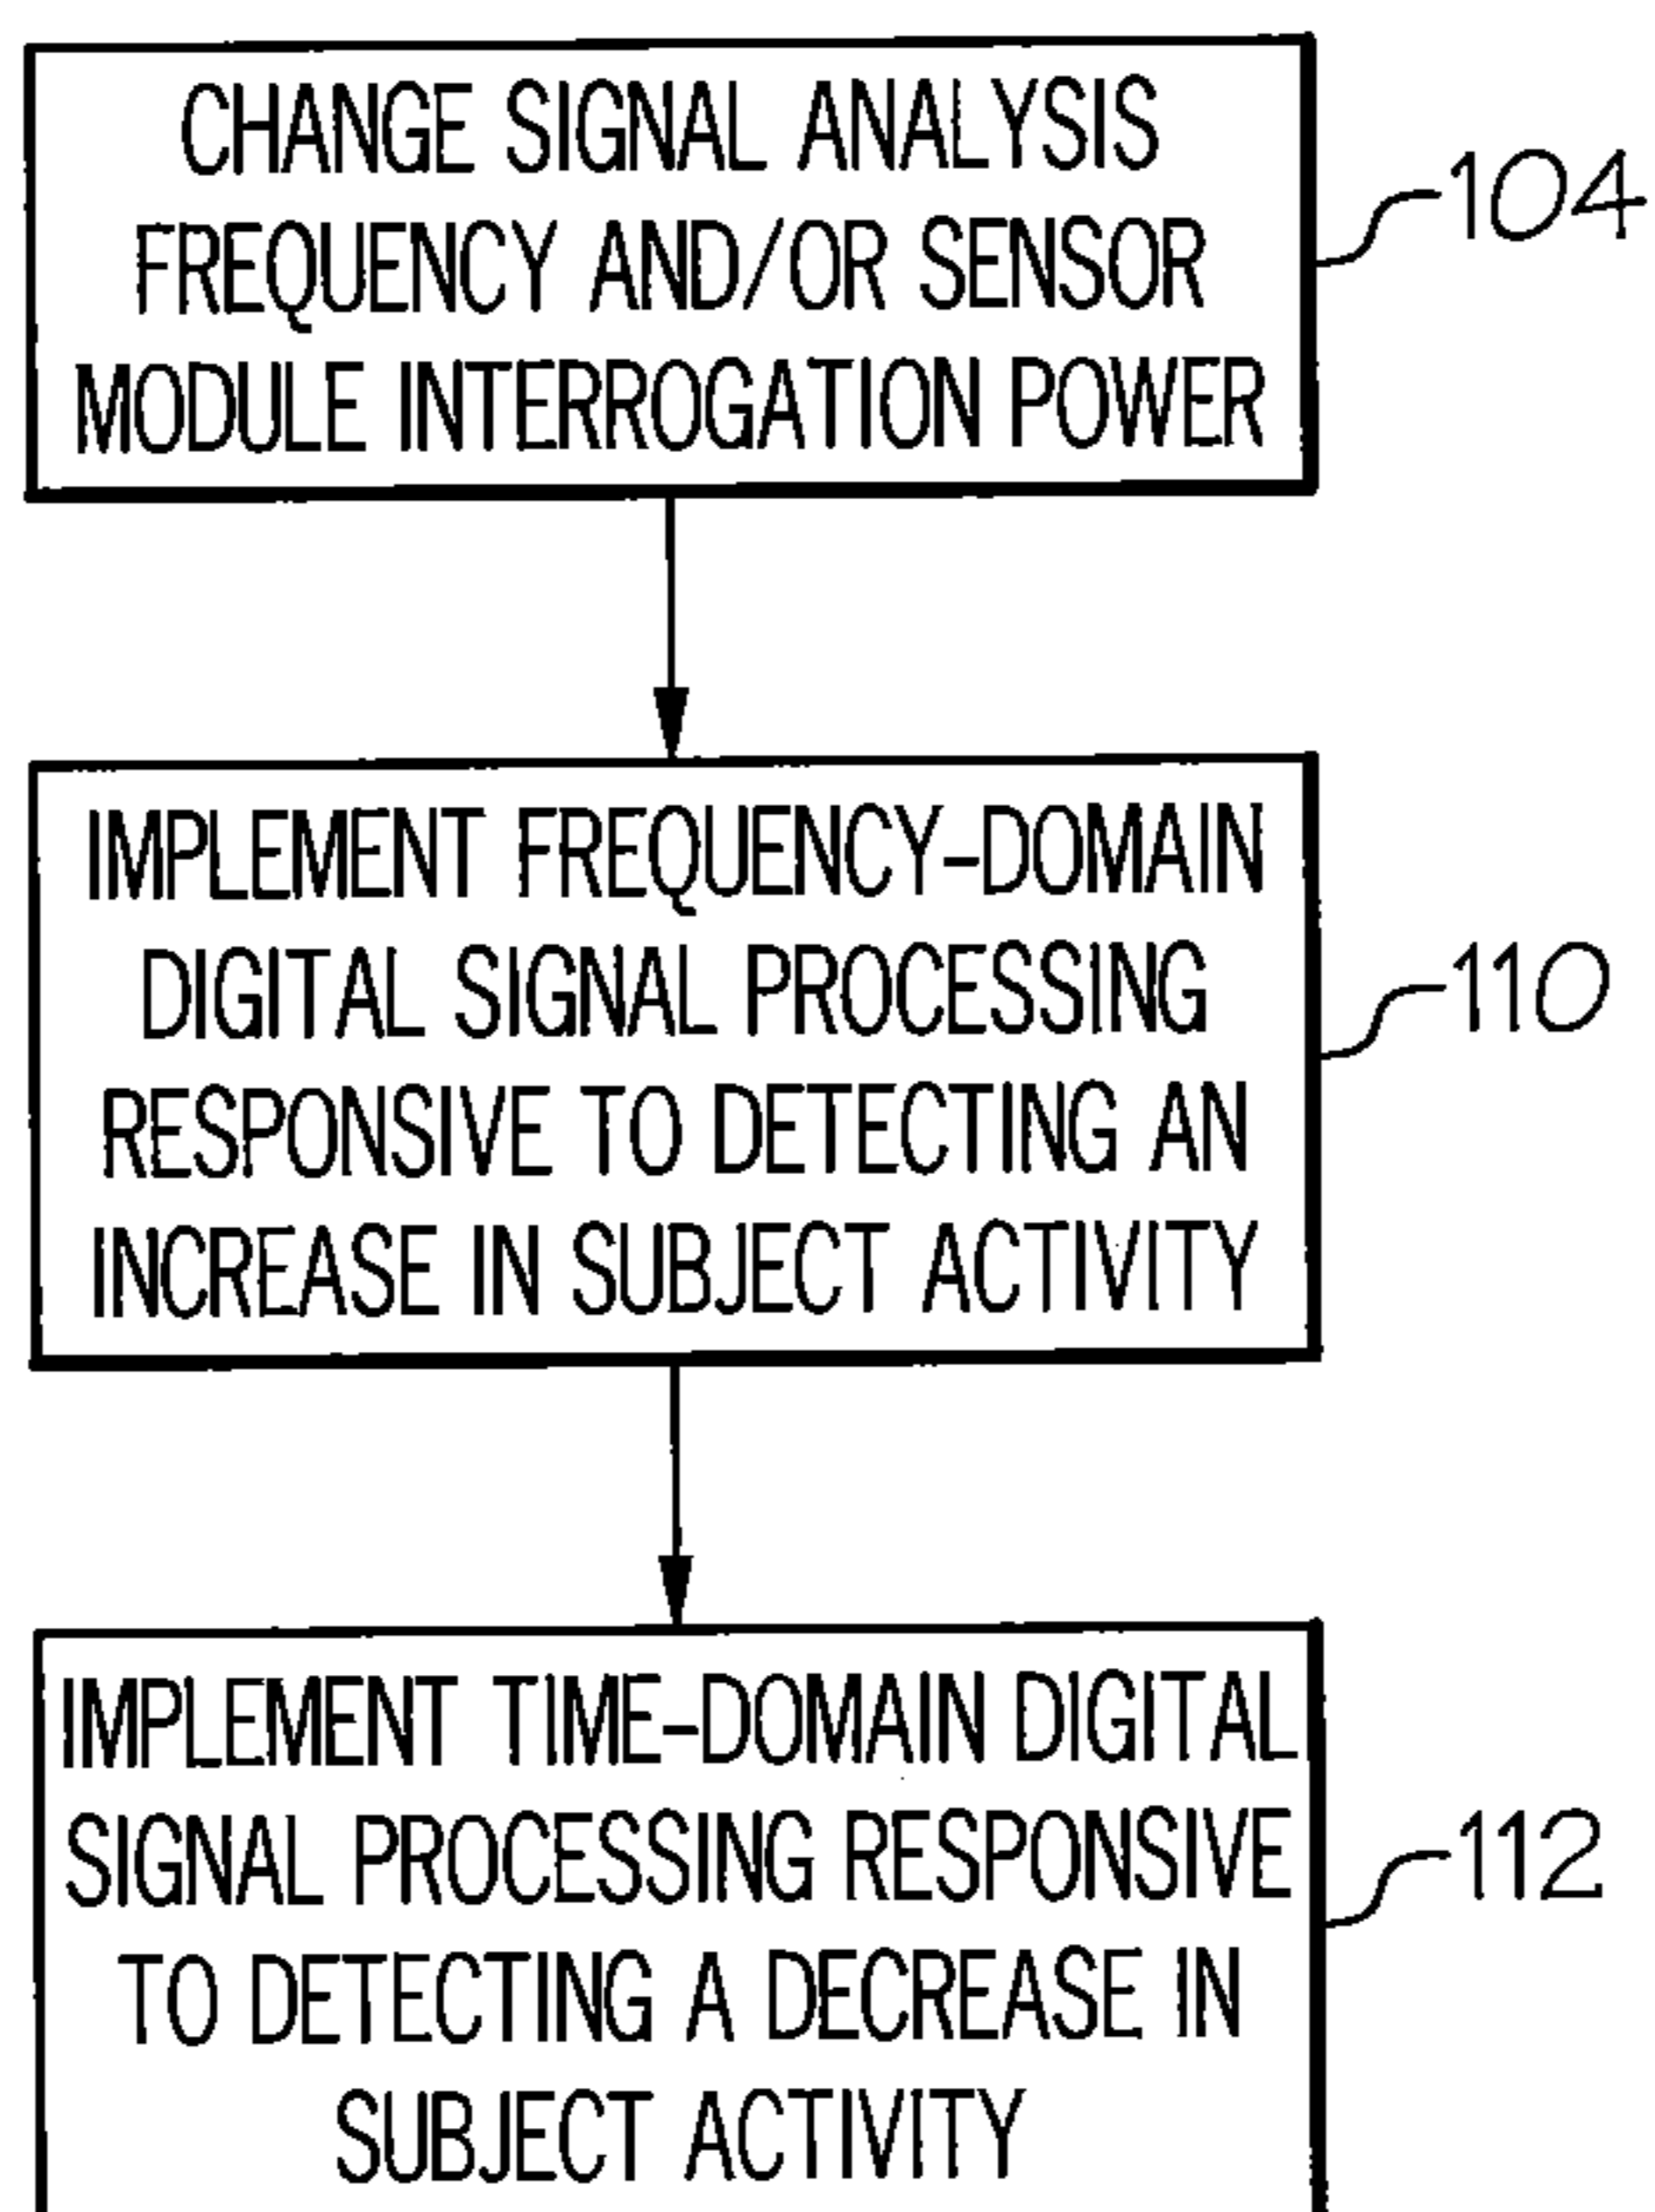 CHANGE SIGNAL ANALYSIS
FREQUENCY AND/OR SENSOR
MODULE INTERROGATION POWER
104
IMPLEMENT FREQUENCY-DOMAIN
DIGITAL SIGNAL PROCESSING
RESPONSIVE TO DETECTING AN
INCREASE IN SUBJECT ACTIVITY
110
IMPLEMENT TIME-DOMAIN DIGITAL
SIGNAL PROCESSING RESPONSIVE
TO DETECTING A DECREASE IN
SUBJECT ACTIVITY
112